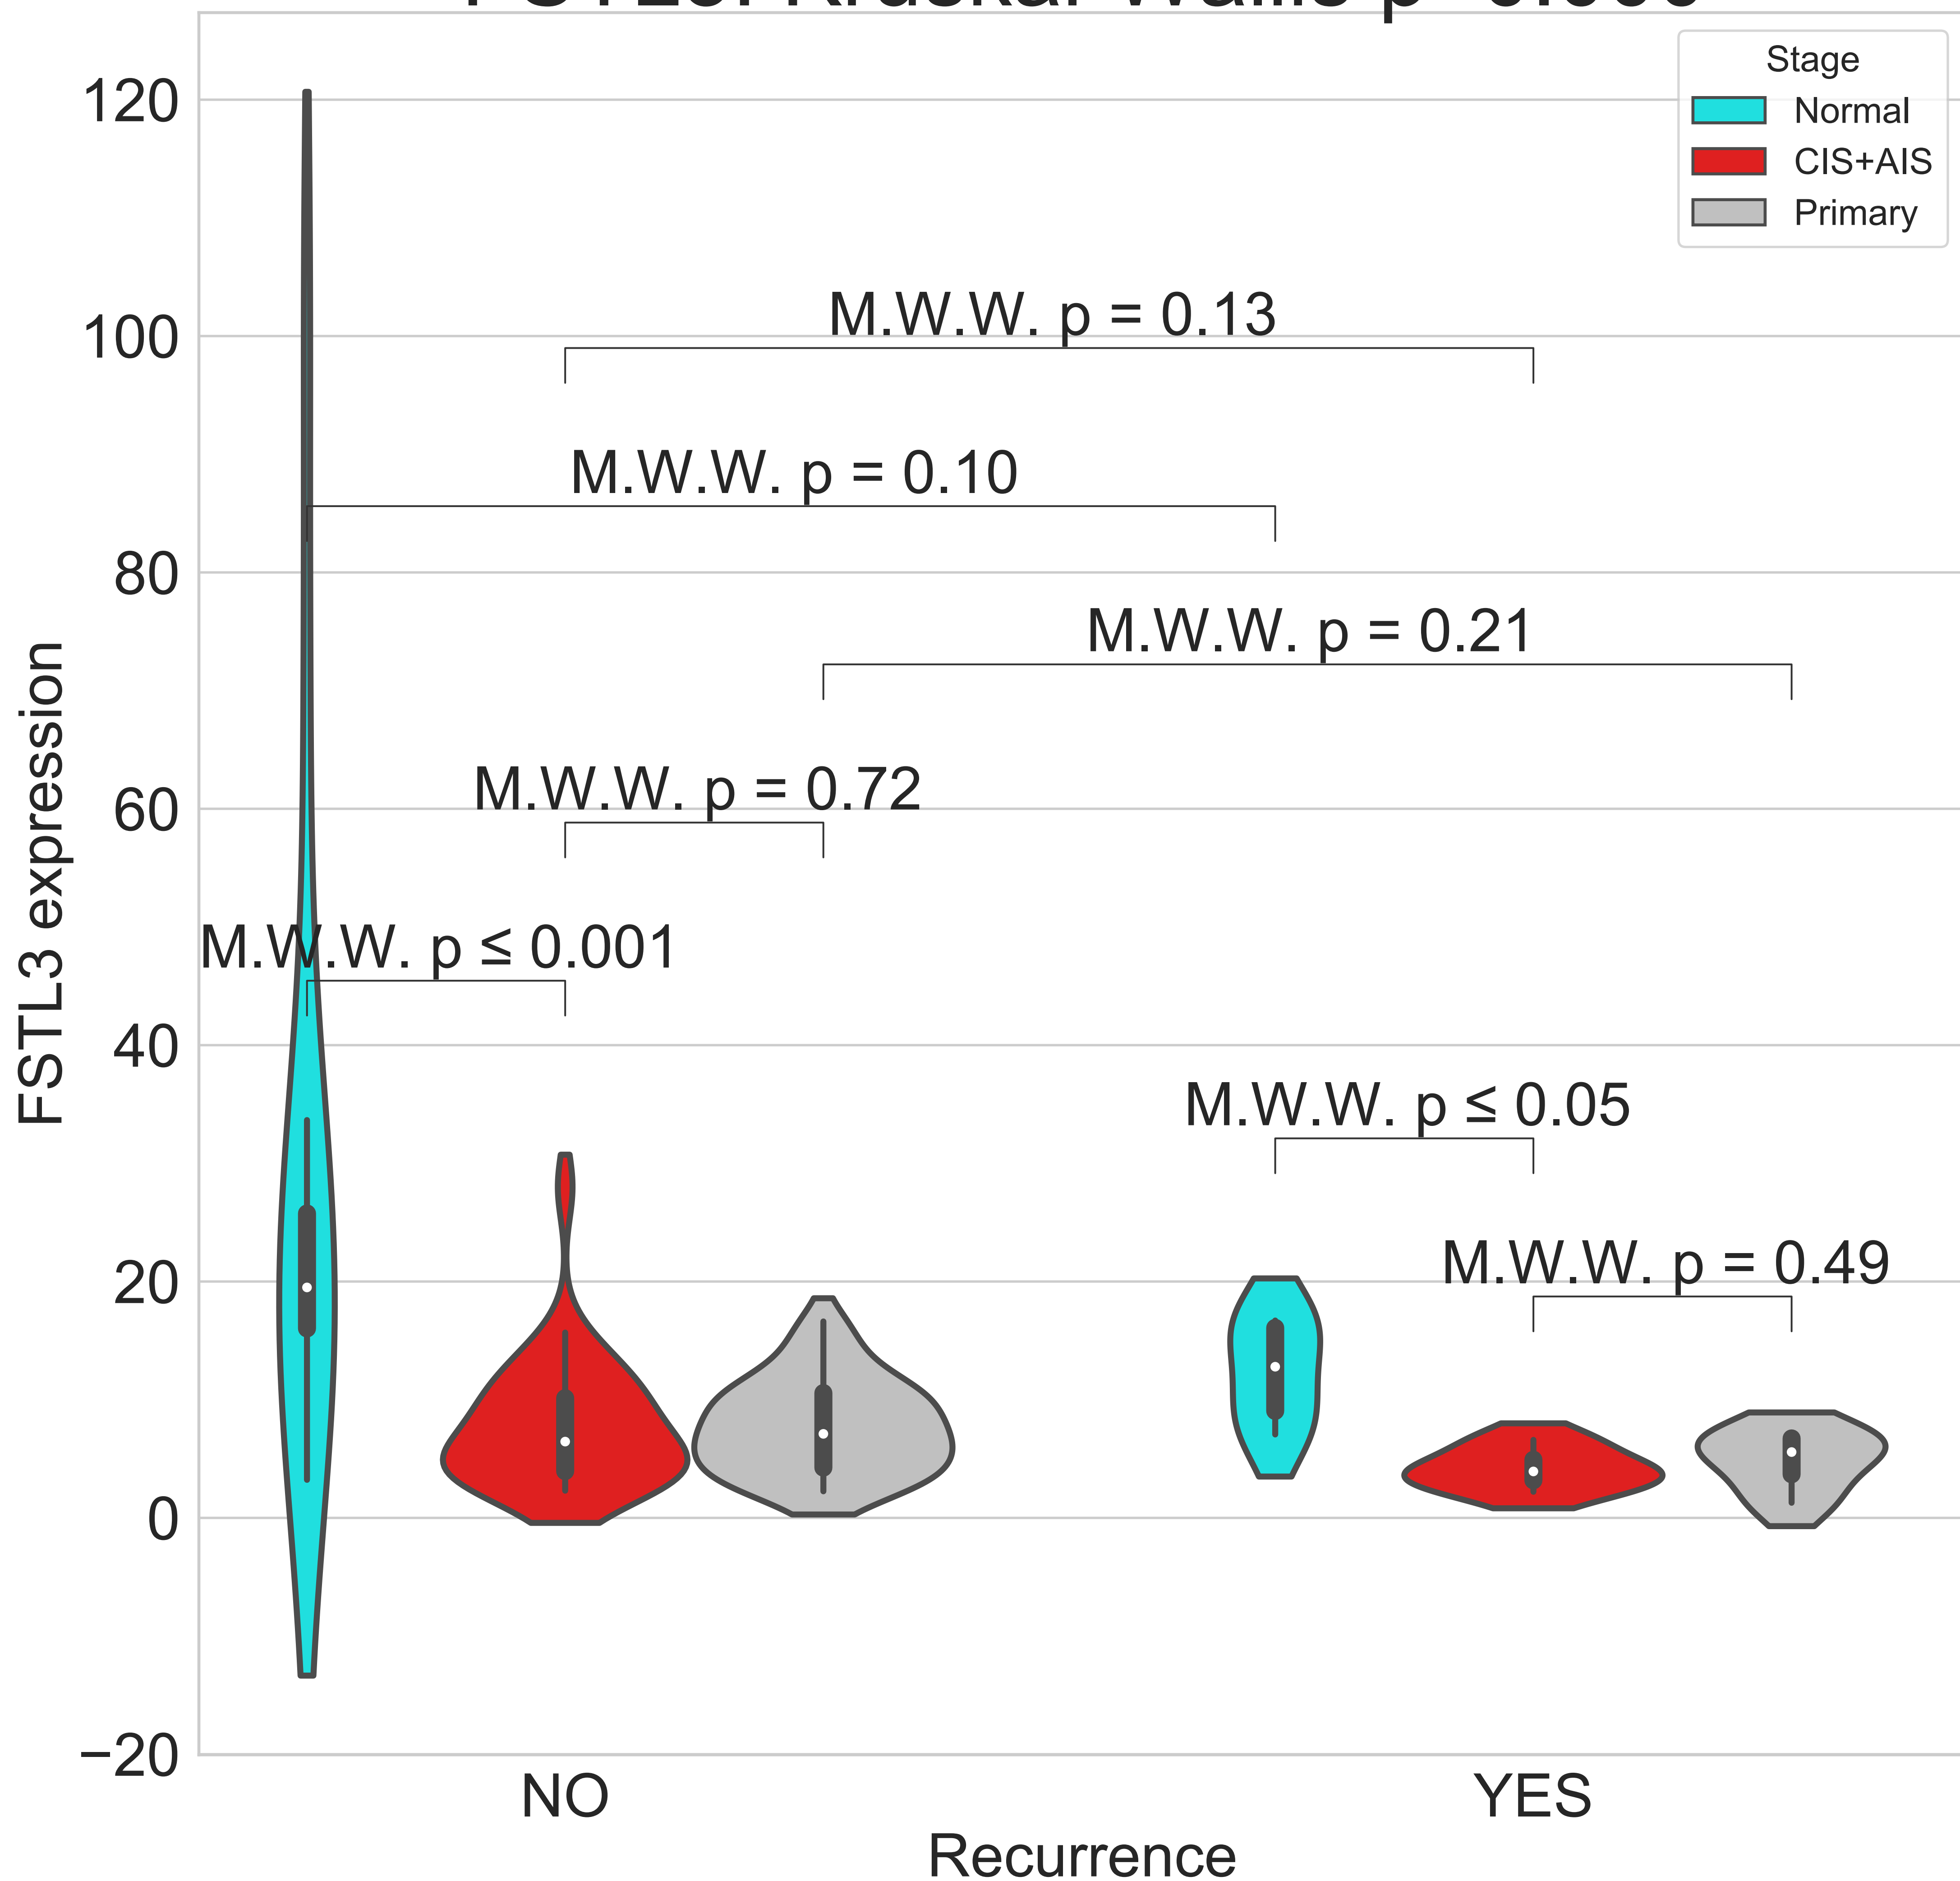 Stage
Normal
CIS+AIS
Primary
120
100
80
60
40
20
0
−20
FSTL3 expression
M.W.W. p = 0.13
M.W.W. p = 0.10
M.W.W. p = 0.21
M.W.W. p = 0.72
M.W.W. p ≤ 0.001
M.W.W. p ≤ 0.05
M.W.W. p = 0.49
NO
YES
Recurrence